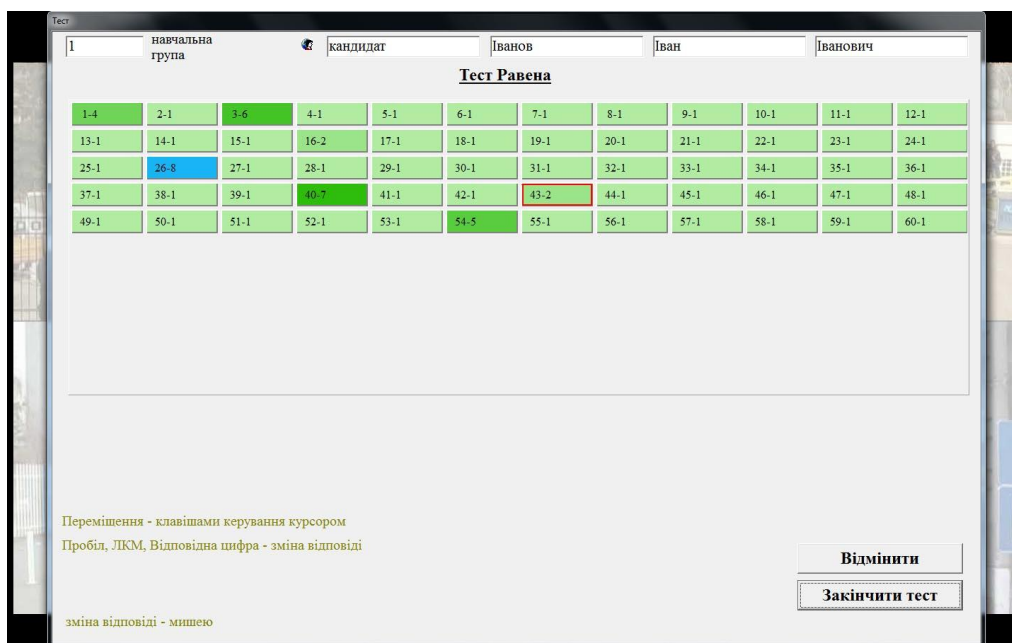 Тест
1 навчальна група кандидат Іванов Іван Іванович
Тест Равена
1-4 2-1 3-6 4-1 5-1 6-1 7-1 8-1 9-1 10-1 11-1 12-1
13-1 14-1 15-1 16-2 17-1 18-1 19-1 20-1 21-1 22-1 23-1 24-1
25-1 26-8 27-1 28-1 29-1 30-1 31-1 32-1 33-1 34-1 35-1 36-1
37-1 38-1 39-1 40-7 41-1 42-1 43-2 44-1 45-1 46-1 47-1 48-1
49-1 50-1 51-1 52-1 53-1 54-5 55-1 56-1 57-1 58-1 59-1 60-1
Переміщення - клавішами керування курсором
Пробіл, ЛКМ, Відповідна цифра - зміна відповіді
Відмінити
Закінчити тест
зміна відповіді - мишею